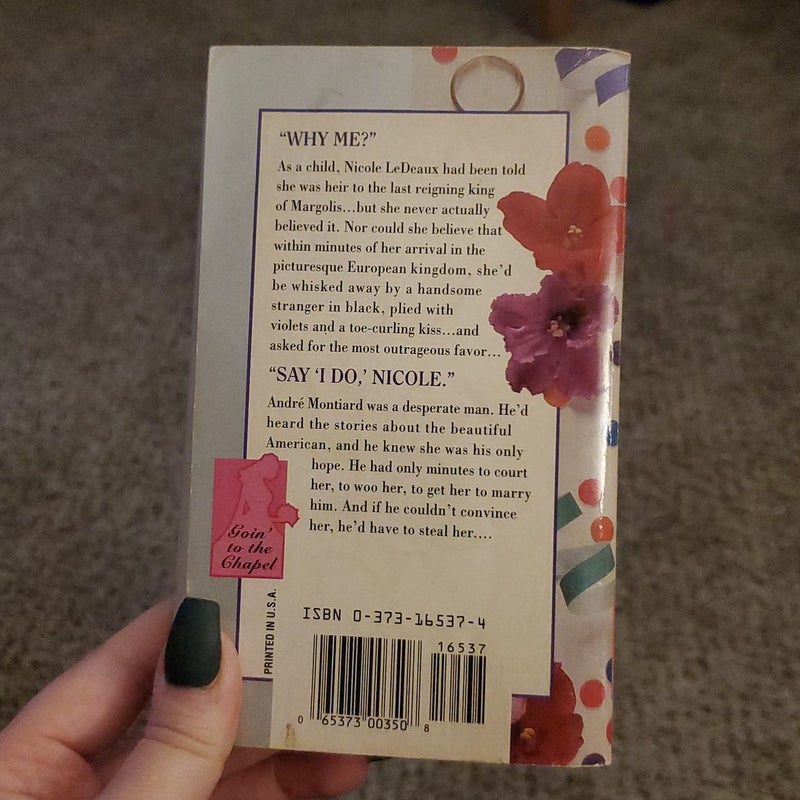 “WHY ME?”
As a child, Nicole LeDeaux had been told
she was heir to the last reigning king
of Margolis...but she never actually
believed it. Nor could she believe that
within minutes of her arrival in the
picturesque European kingdom, she’d
be whisked away by a handsome
stranger in black, plied with
violets and a toe-curling kiss...and
asked for the most outrageous favor...
“SAY ‘I DO,’ NICOLE.”
André Montiard was a desperate man. He’d
heard the stories about the beautiful
American, and he knew she was his only
hope. He had only minutes to court
her, to woo her, to get her to marry
him. And if he couldn’t convince
her, he’d have to steal her....
Goin’
to the
Chapel
PRINTED IN U.S.A.
ISBN 0-373-16537-4
16537
0 65373 00350 8